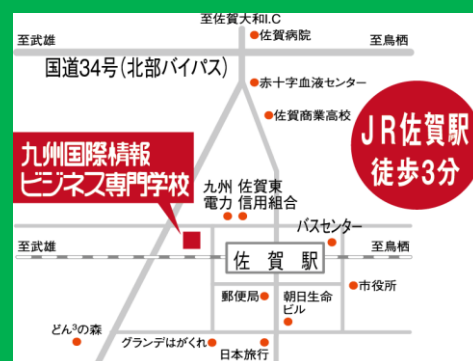 至佐賀大和I.C
至武雄
佐賀病院
至鳥栖
国道34号(北部バイパス)
赤十字血液センター
佐賀商業高校
JR佐賀駅
徒歩3分
九州国際情報
ビジネス専門学校
九州
電力
佐賀東
信用組合
バスセンター
至武雄
佐賀駅
至鳥栖
郵便局
朝日生命
ビル
市役所
どん³の森
グランデはがくれ
日本旅行